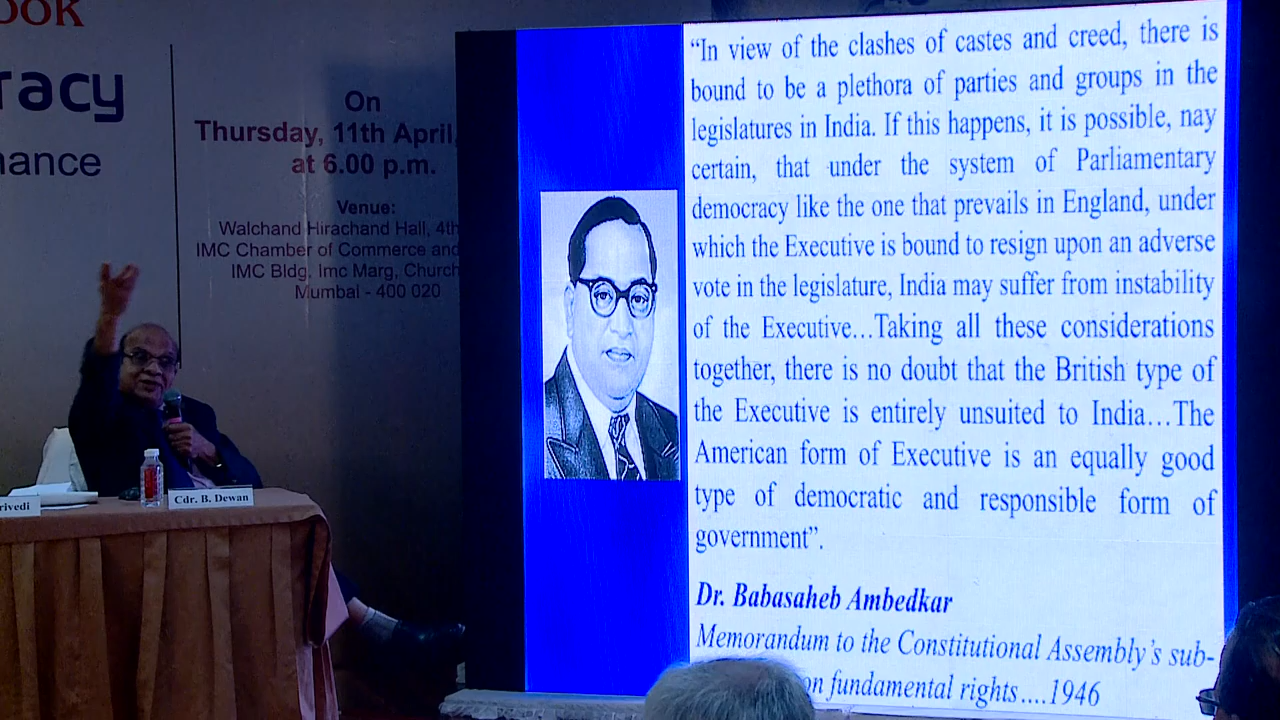 OOK
racy
nance
On
Thursday, 11th April,
at 6.00 p.m.
Venue:
Walchand Hirachand Hall, 4th
IMC Chamber of Commerce and
IMC Bldg, Imc Marg, Church
Mumbai - 400 020
rivedi
Cdr. B. Dewan
“In view of the clashes of castes and creed, there is
bound to be a plethora of parties and groups in the
legislatures in India. If this happens, it is possible, nay
certain, that under the system of Parliamentary
democracy like the one that prevails in England, under
which the Executive is bound to resign upon an adverse
vote in the legislature, India may suffer from instability
of the Executive…Taking all these considerations
together, there is no doubt that the British type of
the Executive is entirely unsuited to India…The
American form of Executive is an equally good
type of democratic and responsible form of
government”.
Dr. Babasaheb Ambedkar
Memorandum to the Constitutional Assembly’s sub-
on fundamental rights....1946